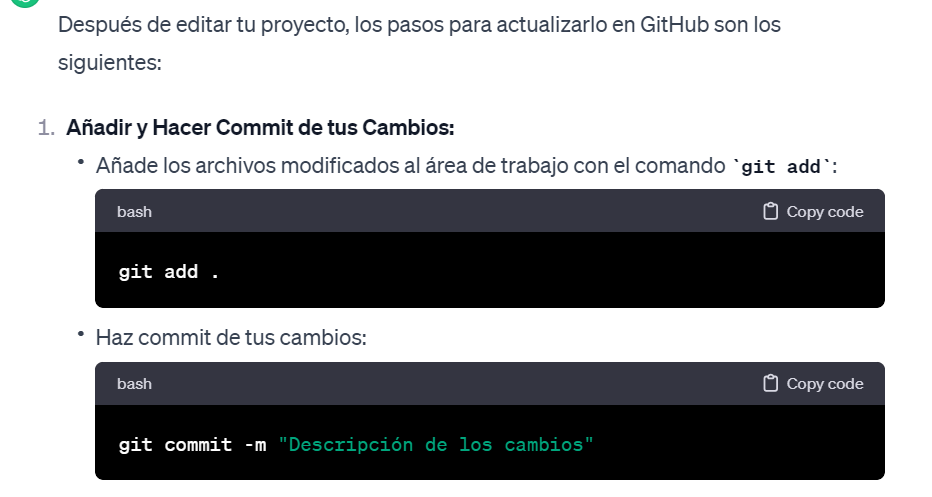 Después de editar tu proyecto, los pasos para actualizarlo en GitHub son los
siguientes:
1. Añadir y Hacer Commit de tus Cambios:
• Añade los archivos modificados al área de trabajo con el comando `git add`:
bash Copy code
git add .
• Haz commit de tus cambios:
bash Copy code
git commit -m "Descripción de los cambios"